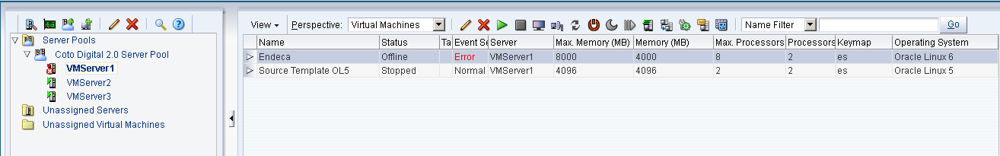 View Perspective: Virtual Machines Name Filter Go
Server Pools
Coto Digital 2.0 Server Pool
VMServer1
VMServer2
VMServer3
Unassigned Servers
Unassigned Virtual Machines
Name Status Ta Event Se Server Max. Memory (MB) Memory (MB) Max. Processors Processors Keymap Operating System
Endeca Offline Error VMServer1 8000 4000 8 2 es Oracle Linux 6
Source Template OL5 Stopped Normal VMServer1 4096 4096 2 2 es Oracle Linux 5